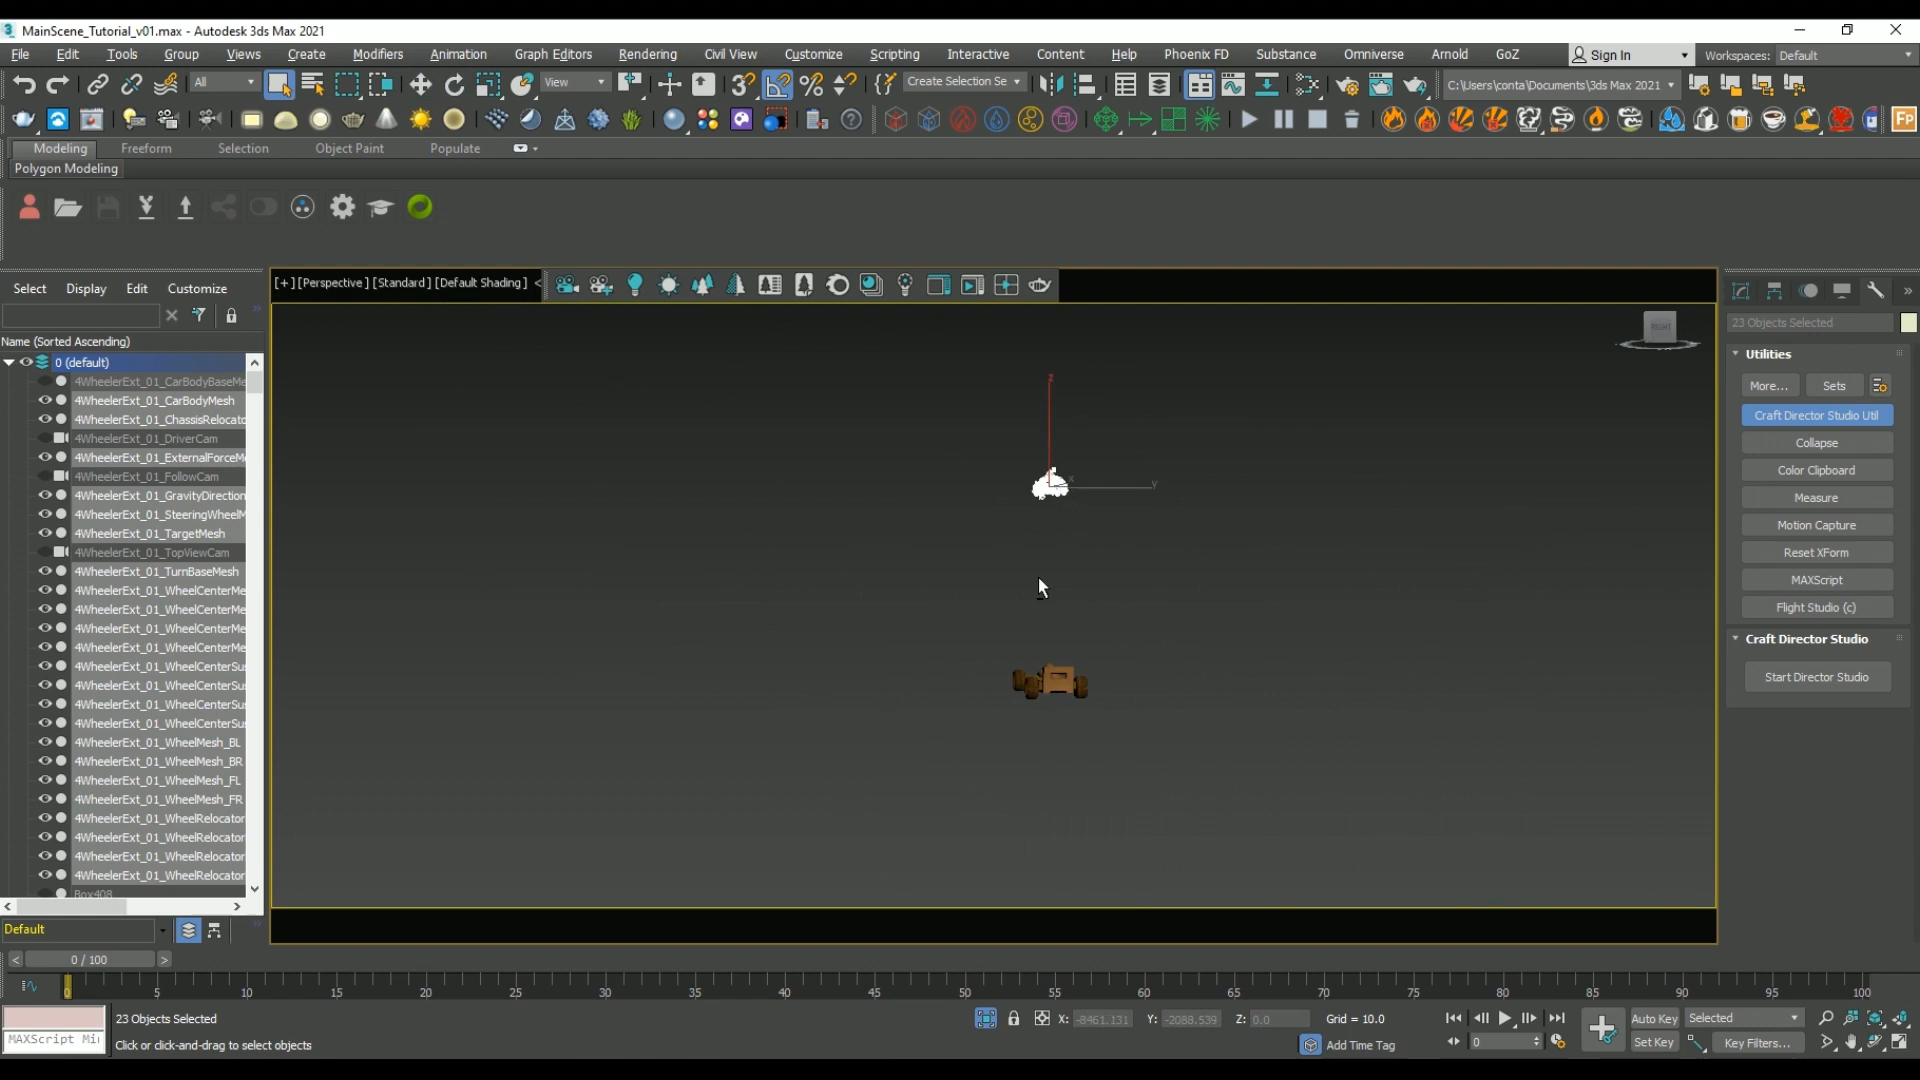 MainScene_Tutorial_v01.max - Autodesk 3ds Max 2021
File Edit Tools Group Views Create Modifiers Animation Graph Editors Rendering Civil View Customize Scripting Interactive Content Help Phoenix FD Substance Omniverse Arnold GoZ Sign In Workspaces: Default
All View Create Selection Se C:\Users\conta\Documents\3ds Max 2021
Fp
Modeling Freeform Selection Object Paint Populate
Polygon Modeling
Select Display Edit Customize
[+] [Perspective] [Standard] [Default Shading]
Name (Sorted Ascending)
0 (default)
4WheelerExt_01_CarBodyBaseMe
4WheelerExt_01_CarBodyMesh
4WheelerExt_01_ChassisRelocato
4WheelerExt_01_DriverCam
4WheelerExt_01_ExternalForceM
4WheelerExt_01_FollowCam
4WheelerExt_01_GravityDirection
4WheelerExt_01_SteeringWheelM
4WheelerExt_01_TargetMesh
4WheelerExt_01_TopViewCam
4WheelerExt_01_TurnBaseMesh
4WheelerExt_01_WheelCenterMe
4WheelerExt_01_WheelCenterMe
4WheelerExt_01_WheelCenterMe
4WheelerExt_01_WheelCenterMe
4WheelerExt_01_WheelCenterSu
4WheelerExt_01_WheelCenterSu
4WheelerExt_01_WheelCenterSu
4WheelerExt_01_WheelCenterSu
4WheelerExt_01_WheelMesh_BL
4WheelerExt_01_WheelMesh_BR
4WheelerExt_01_WheelMesh_FL
4WheelerExt_01_WheelMesh_FR
4WheelerExt_01_WheelRelocator
4WheelerExt_01_WheelRelocator
4WheelerExt_01_WheelRelocator
4WheelerExt_01_WheelRelocator
Box408
Default
RIGHT
z
x
y
23 Objects Selected
Utilities
More... Sets
Craft Director Studio Util
Collapse
Color Clipboard
Measure
Motion Capture
Reset XForm
MAXScript
Flight Studio (c)
Craft Director Studio
Start Director Studio
0 / 100
0 5 10 15 20 25 30 35 40 45 50 55 60 65 70 75 80 85 90 95 100
23 Objects Selected X: -8461.131 Y: -2088.539 Z: 0.0 Grid = 10.0 Auto Key Selected
MAXScript Mi Click or click-and-drag to select objects Add Time Tag 0 Set Key Key Filters...